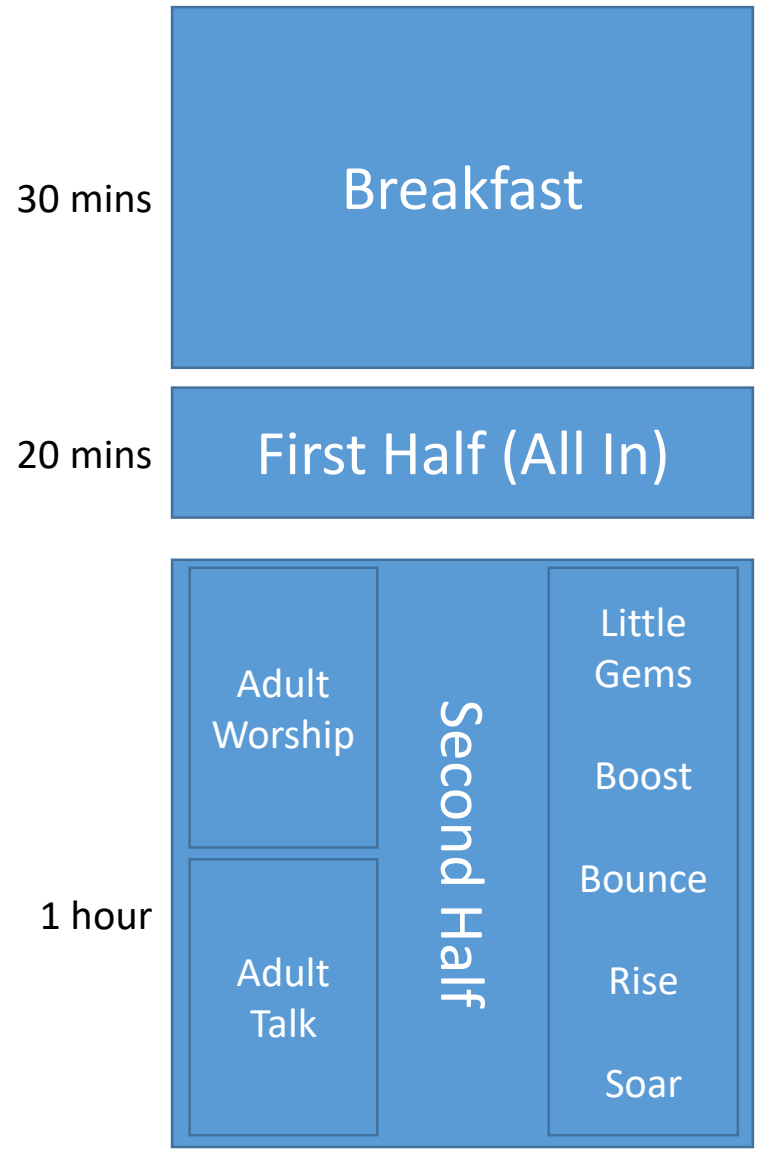 30 mins
Breakfast
20 mins
First Half (All In)
1 hour
Adult
Worship
Adult
Talk
Second Half
Little
Gems
Boost
Bounce
Rise
Soar